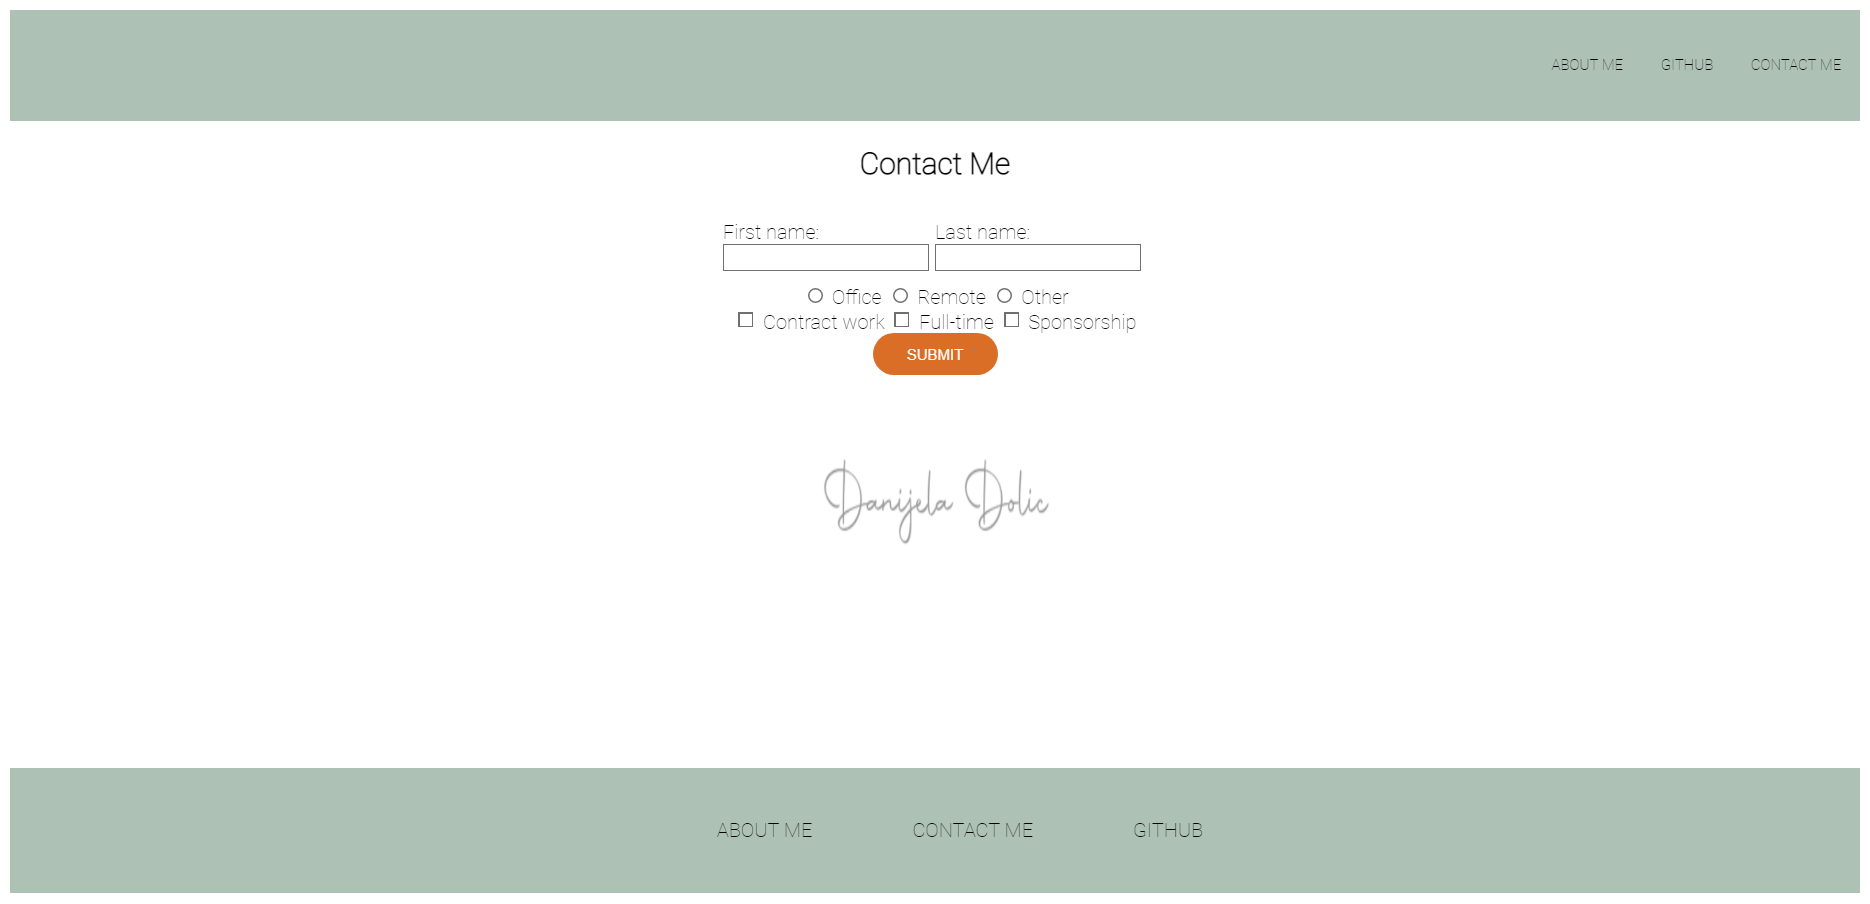 ABOUT ME GITHUB CONTACT ME
Contact Me
First name: Last name:
Office Remote Other
Contract work Full-time Sponsorship
SUBMIT
Danijela Dolic
ABOUT ME CONTACT ME GITHUB